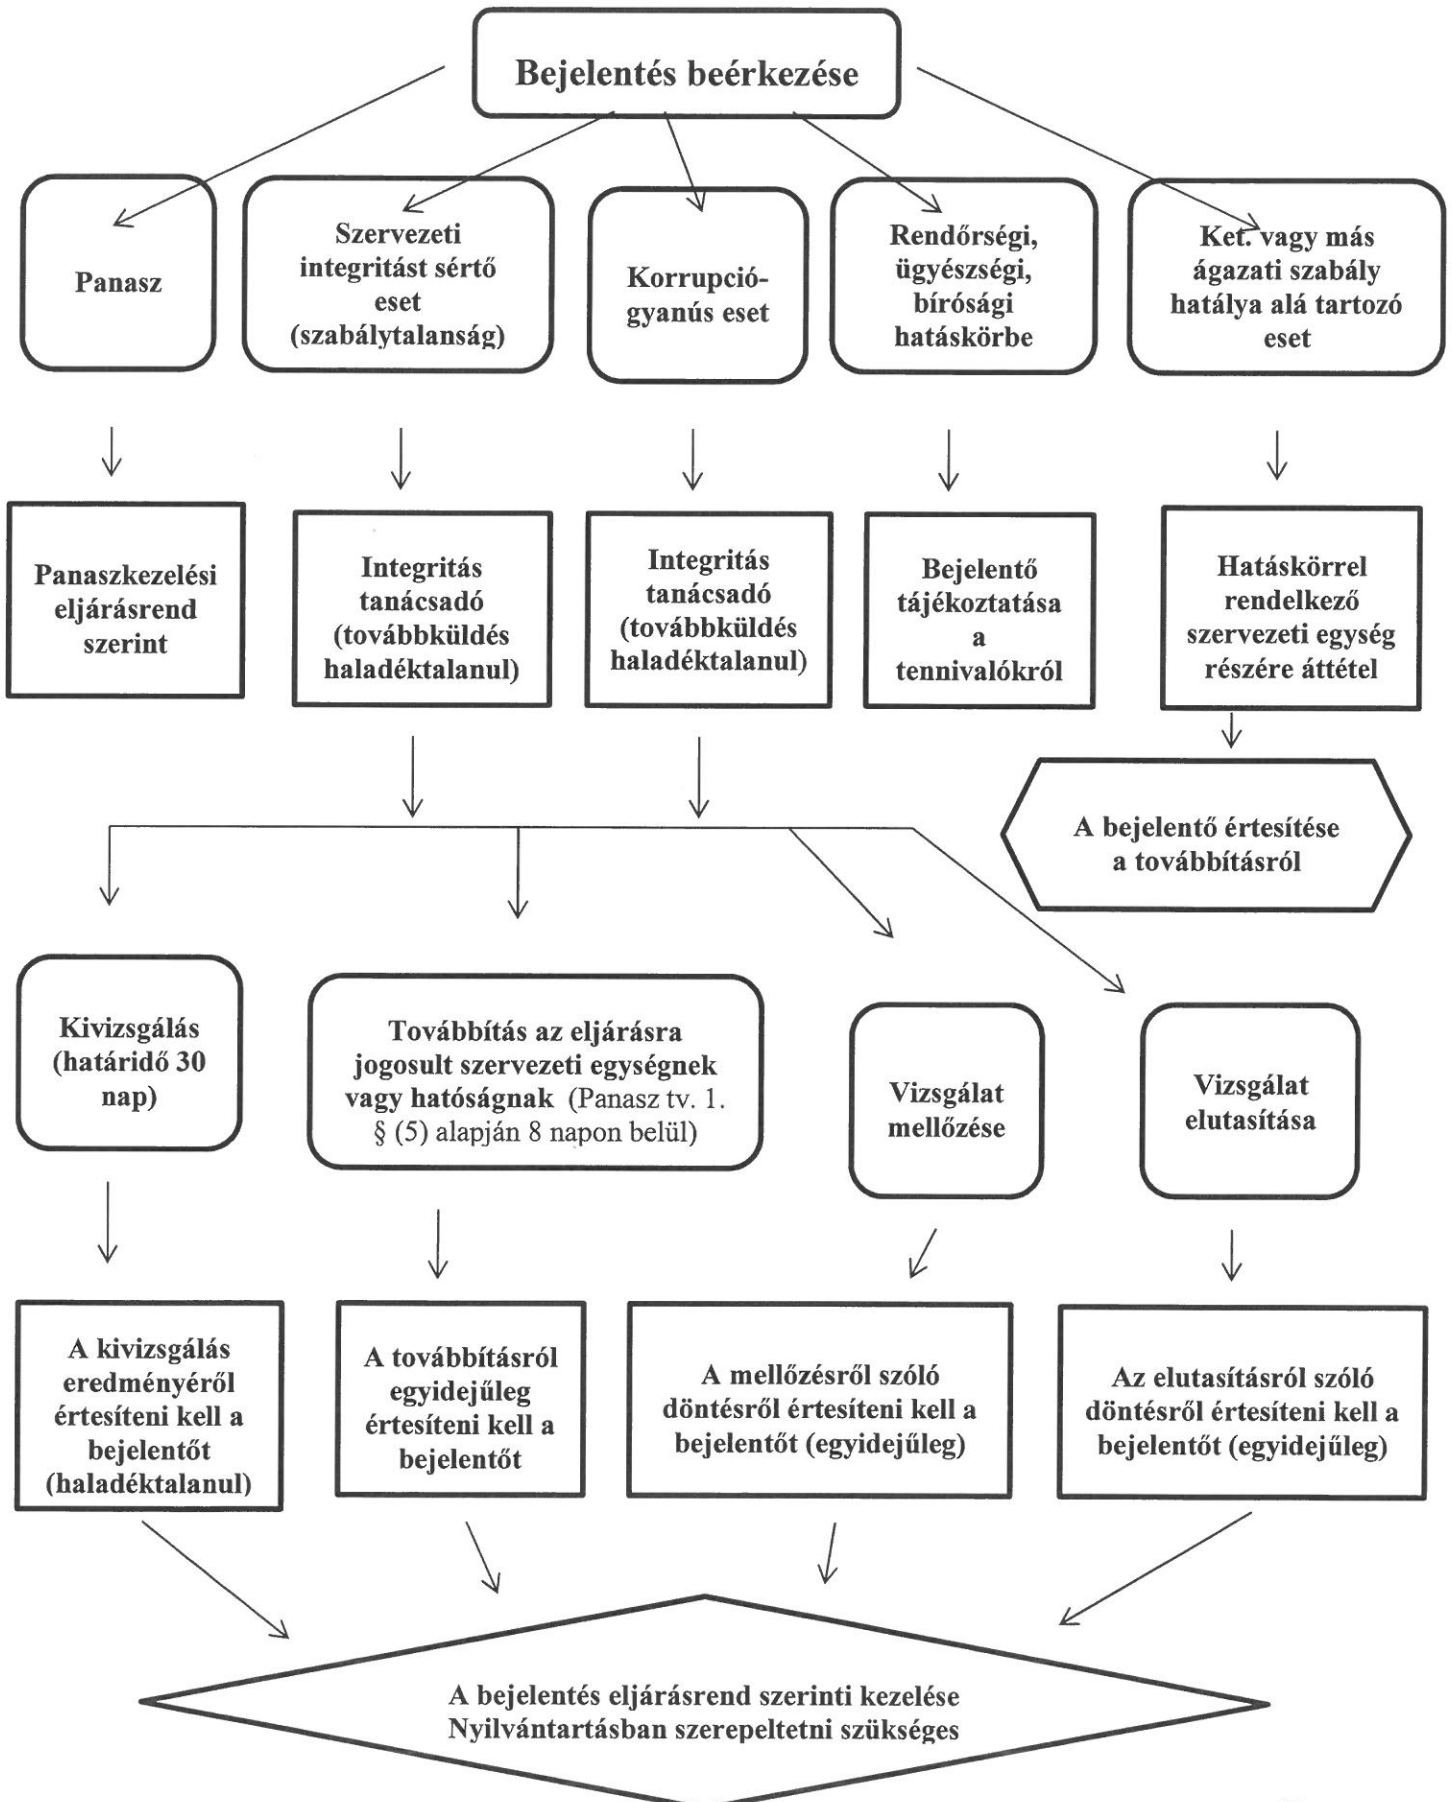 Bejelentés beérkezése
Panasz
Szervezeti
integritást sértő
eset
(szabálytalanság)
Korrupció-
gyanús eset
Rendőrségi,
ügyészségi,
bírósági
hatáskörbe
Ket. vagy más
ágazati szabály
hatálya alá tartozó
eset
Panaszkezelési
eljárásrend
szerint
Integritás
tanácsadó
(továbbküldés
haladéktalanul)
Integritás
tanácsadó
(továbbküldés
haladéktalanul)
Bejelentő
tájékoztatása
a
tennivalókról
Hatáskörrel
rendelkező
szervezeti egység
részére áttétel
A bejelentő értesítése
a továbbításról
Kivizsgálás
(határidő 30
nap)
Továbbítás az eljárásra
jogosult szervezeti egységnek
vagy hatóságnak (Panasz tv. 1.
§ (5) alapján 8 napon belül)
Vizsgálat
mellőzése
Vizsgálat
elutasítása
A kivizsgálás
eredményéről
értesíteni kell a
bejelentőt
(haladéktalanul)
A továbbításról
egyidejűleg
értesíteni kell a
bejelentőt
A mellőzésről szóló
döntésről értesíteni kell a
bejelentőt (egyidejűleg)
Az elutasításról szóló
döntésről értesíteni kell a
bejelentőt (egyidejűleg)
A bejelentés eljárásrend szerinti kezelése
Nyilvántartásban szerepeltetni szükséges